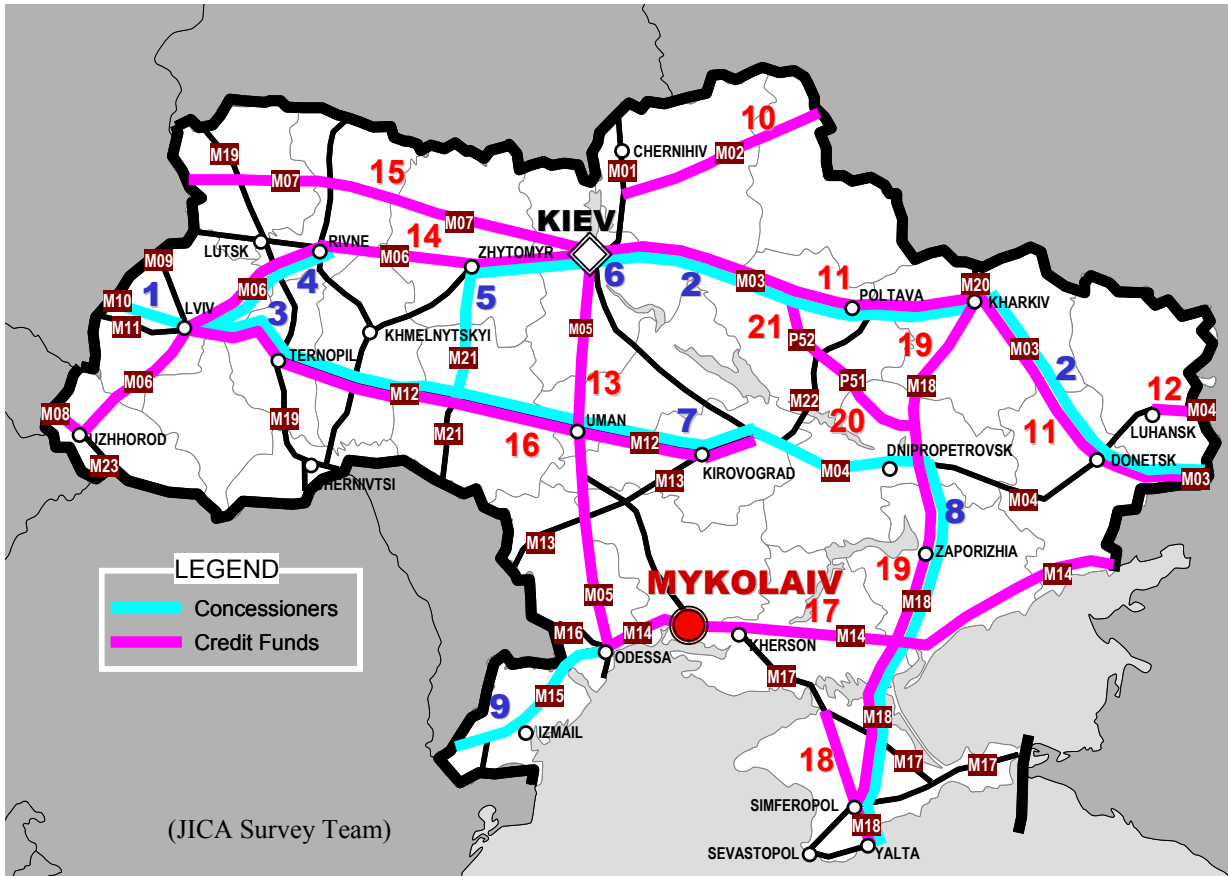 10
CHERNIHIV
M19
M02
M01
15
M07
KIEV
M07
14
LUTSK
RIVNE
M06
ZHYTOMYR
6
2
M03
11
M20
M09
4
M06
POLTAVA
KHARKIV
M10
1
3
5
LVIV
M11
KHMELNYTSKYI
M05
21
P52
19
M03
2
TERNOPIL
M21
M06
13
P51
M18
12
M04
M12
M22
LUHANSK
M08
M19
UMAN
7
20
11
UZHHOROD
M21
16
M12
DNIPROPETROVSK
M23
KIROVOGRAD
M04
DONETSK
HERNIVTSI
M13
M04
M03
8
M13
ZAPORIZHIA
LEGEND
Concessioners
Credit Funds
MYKOLAIV
19
M14
M05
17
M18
M16
M14
M14
KHERSON
ODESSA
M17
M15
9
M18
IZMAIL
18
M17
M17
SIMFEROPOL
(JICA Survey Team)
M18
SEVASTOPOL
YALTA